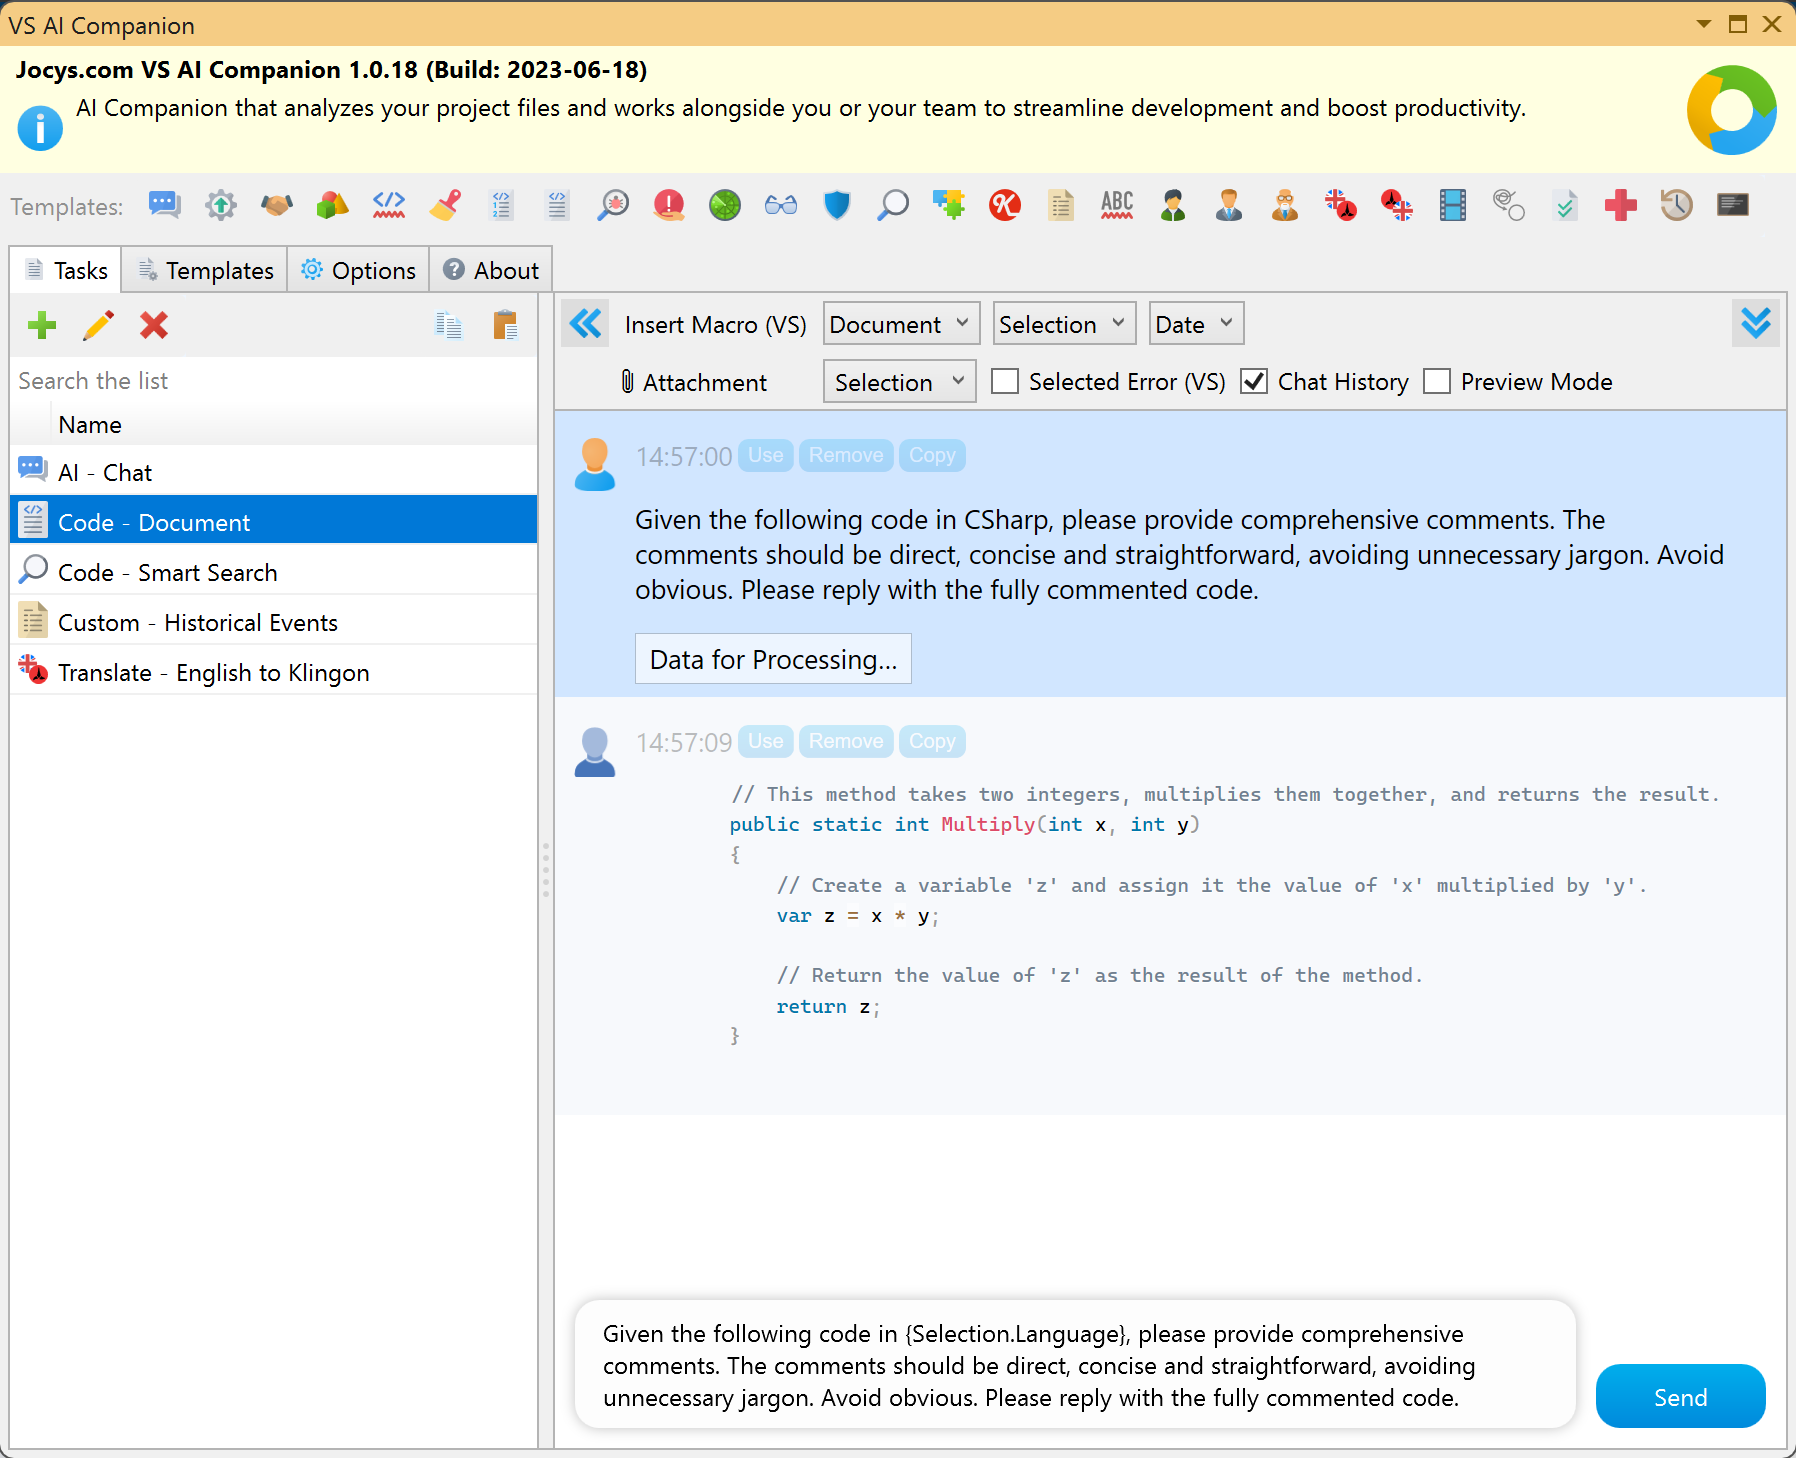 VS AI Companion
Jocys.com VS AI Companion 1.0.18 (Build: 2023-06-18)
AI Companion that analyzes your project files and works alongside you or your team to streamline development and boost productivity.
Templates:
ABC
Tasks
Templates
Options
About
Insert Macro (VS)
Document
Selection
Date
Attachment
Selection
Selected Error (VS)
Chat History
Preview Mode
Search the list
Name
AI - Chat
Code - Document
Code - Smart Search
Custom - Historical Events
Translate - English to Klingon
14:57:00 Use Remove Copy
Given the following code in CSharp, please provide comprehensive comments. The
comments should be direct, concise and straightforward, avoiding unnecessary jargon. Avoid
obvious. Please reply with the fully commented code.
Data for Processing...
14:57:09 Use Remove Copy
// This method takes two integers, multiplies them together, and returns the result.
public static int Multiply(int x, int y)
{
// Create a variable 'z' and assign it the value of 'x' multiplied by 'y'.
var z = x * y;
// Return the value of 'z' as the result of the method.
return z;
}
Given the following code in {Selection.Language}, please provide comprehensive
comments. The comments should be direct, concise and straightforward, avoiding
unnecessary jargon. Avoid obvious. Please reply with the fully commented code.
Send